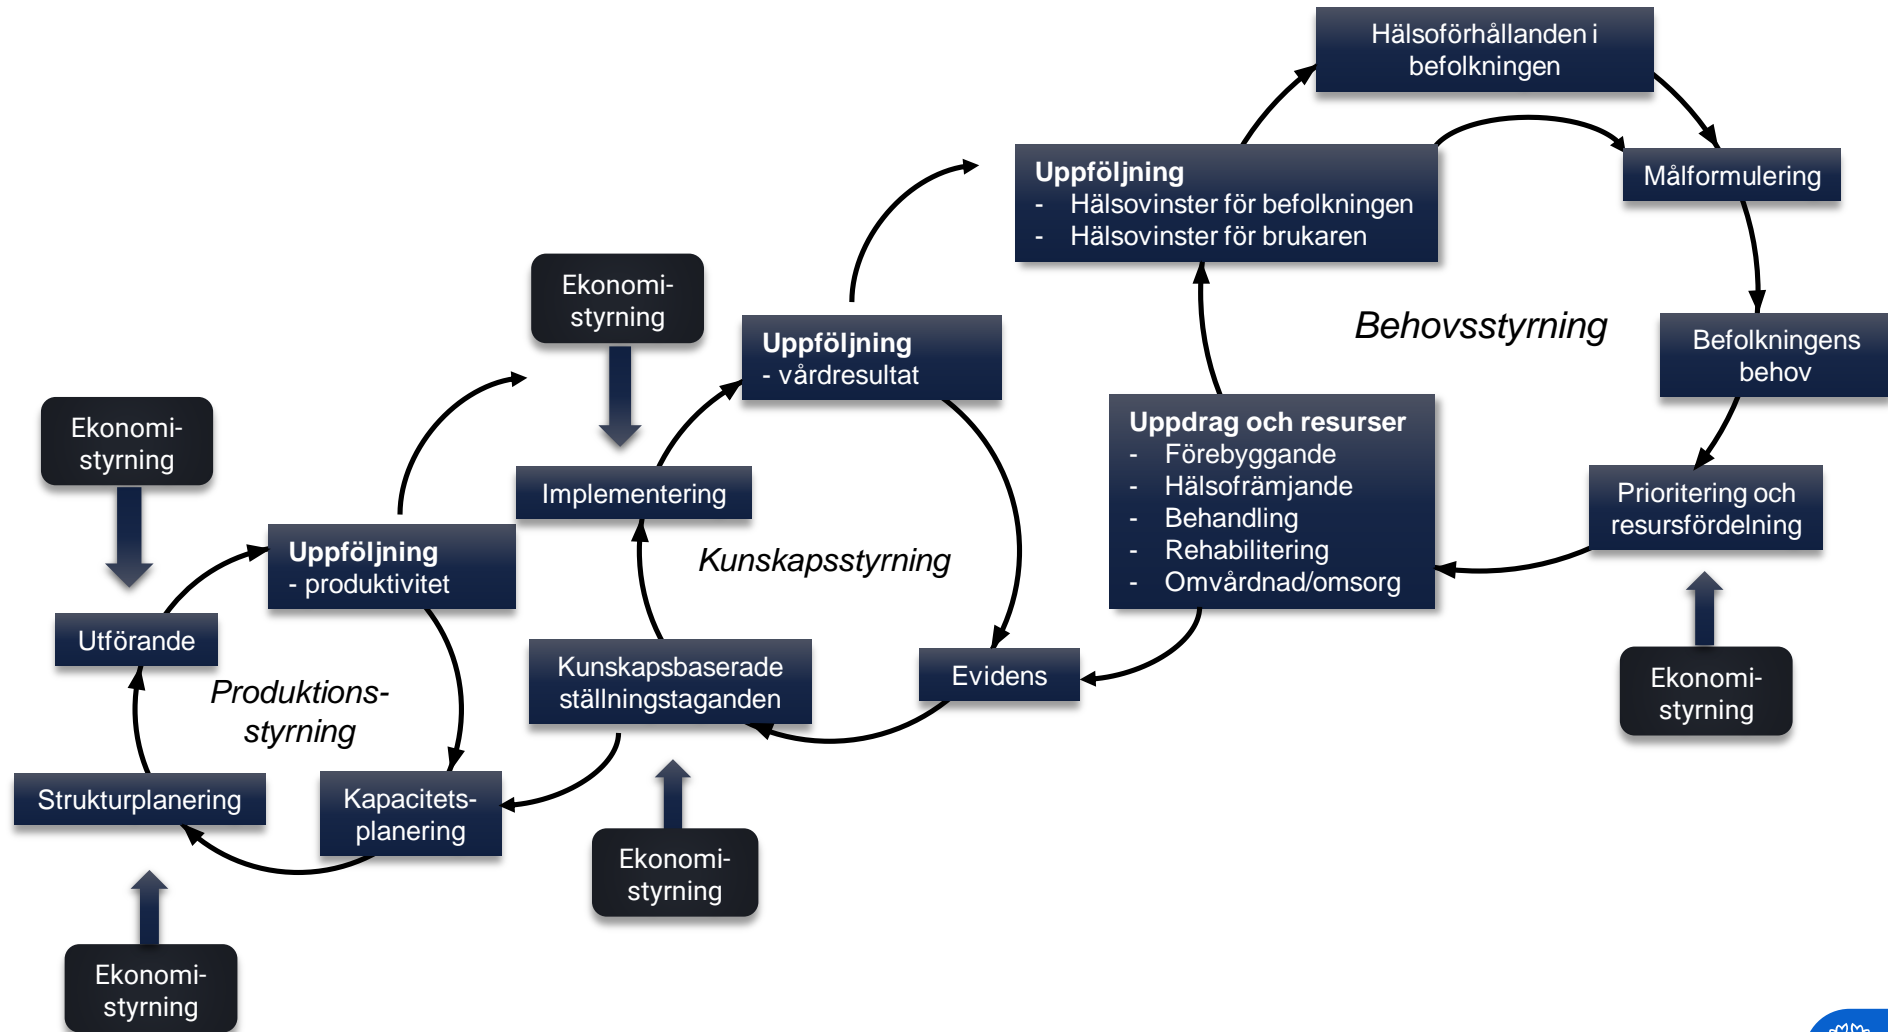 Hälsoförhållanden i
befolkningen
Uppföljning
- Hälsovinster för befolkningen
- Hälsovinster för brukaren
Målformulering
Behovsstyrning
Befolkningens
behov
Uppdrag och resurser
- Förebyggande
- Hälsofrämjande
- Behandling
- Rehabilitering
- Omvårdnad/omsorg
Prioritering och
resursfördelning
Ekonomi-
styrning
Ekonomi-
styrning
Uppföljning
- vårdresultat
Implementering
Kunskapsstyrning
Kunskapsbaserade
ställningstaganden
Evidens
Ekonomi-
styrning
Ekonomi-
styrning
Uppföljning
- produktivitet
Utförande
Produktions-
styrning
Strukturplanering
Kapacitets-
planering
Ekonomi-
styrning